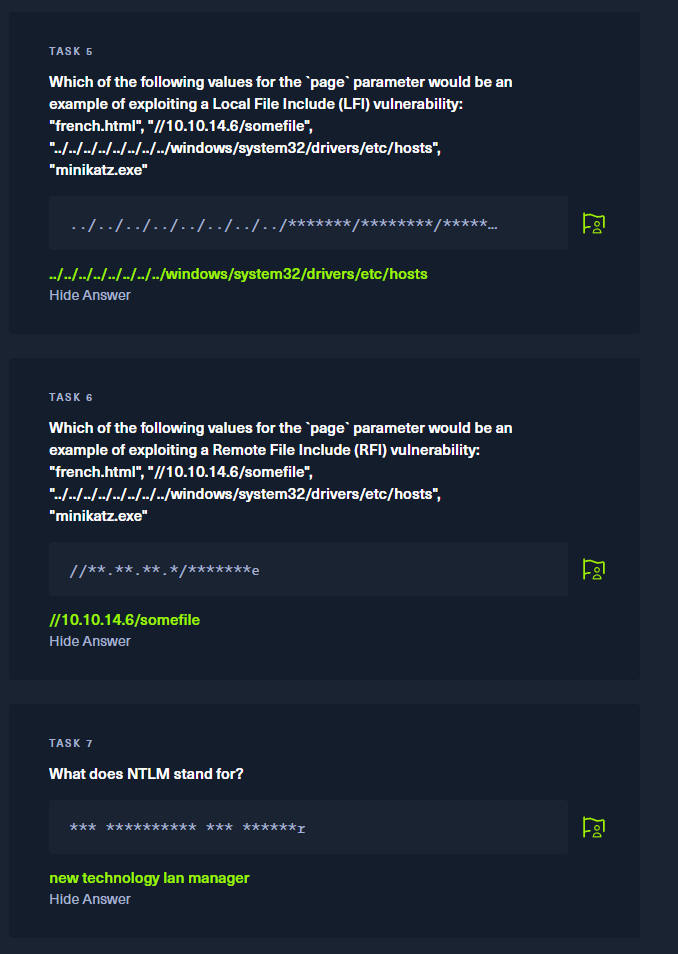 TASK 5
Which of the following values for the `page` parameter would be an
example of exploiting a Local File Include (LFI) vulnerability:
"french.html", "//10.10.14.6/somefile",
"../../../../../../../../windows/system32/drivers/etc/hosts",
"minikatz.exe"
../../../../../../../../*******/********/*****…
../../../../../../../../windows/system32/drivers/etc/hosts
Hide Answer
TASK 6
Which of the following values for the `page` parameter would be an
example of exploiting a Remote File Include (RFI) vulnerability:
"french.html", "//10.10.14.6/somefile",
"../../../../../../../../windows/system32/drivers/etc/hosts",
"minikatz.exe"
//**.**.**.*/*******e
//10.10.14.6/somefile
Hide Answer
TASK 7
What does NTLM stand for?
*** ********** *** ******r
new technology lan manager
Hide Answer